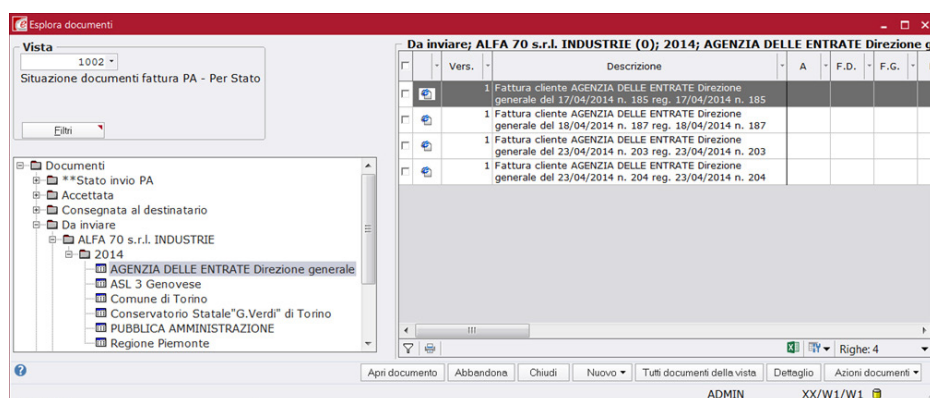 Esplora documenti
Vista
1002
Situazione documenti fattura PA - Per Stato
Filtri
Documenti
**Stato invio PA
Accettata
Consegnata al destinatario
Da inviare
ALFA 70 s.r.l. INDUSTRIE
2014
AGENZIA DELLE ENTRATE Direzione generale
ASL 3 Genovese
Comune di Torino
Conservatorio Statale"G.Verdi" di Torino
PUBBLICA AMMINISTRAZIONE
Regione Piemonte
Da inviare; ALFA 70 s.r.l. INDUSTRIE (0); 2014; AGENZIA DELLE ENTRATE Direzione g
Vers. Descrizione A F.D. F.G.
1 Fattura cliente AGENZIA DELLE ENTRATE Direzione
generale del 17/04/2014 n. 185 reg. 17/04/2014 n. 185
1 Fattura cliente AGENZIA DELLE ENTRATE Direzione
generale del 18/04/2014 n. 187 reg. 18/04/2014 n. 187
1 Fattura cliente AGENZIA DELLE ENTRATE Direzione
generale del 23/04/2014 n. 203 reg. 23/04/2014 n. 203
1 Fattura cliente AGENZIA DELLE ENTRATE Direzione
generale del 23/04/2014 n. 204 reg. 23/04/2014 n. 204
Righe: 4
Apri documento Abbandona Chiudi Nuovo Tutti documenti della vista Dettaglio Azioni documenti
ADMIN XX/W1/W1